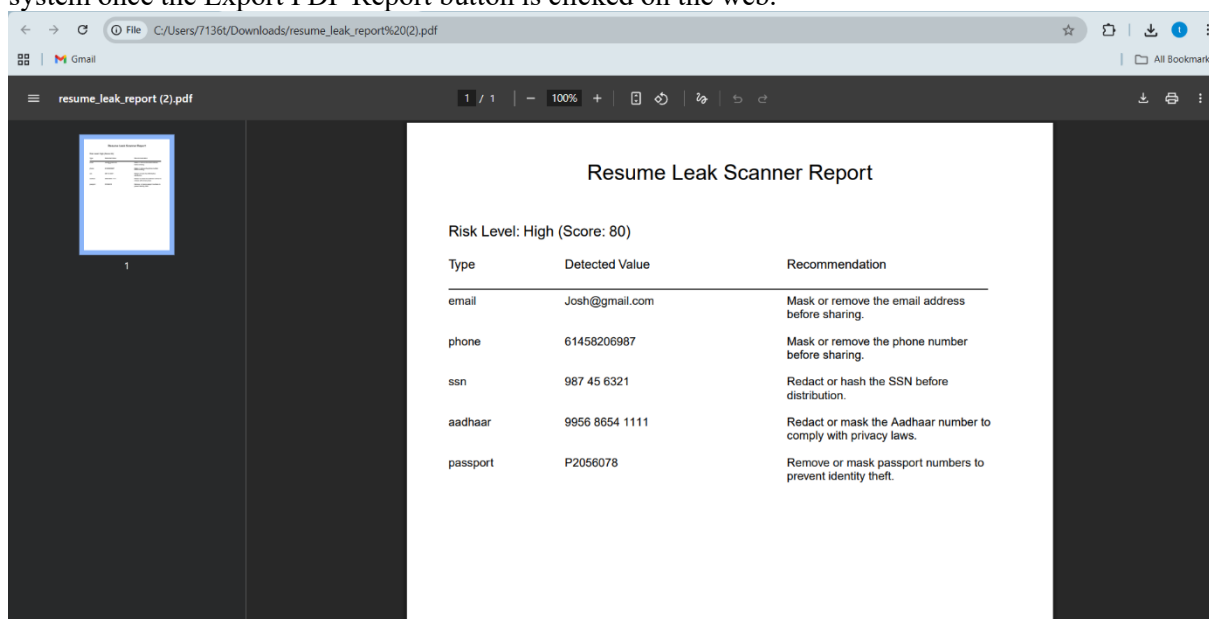 system once the Export PDF Report button is clicked on the web.
File C:/Users/7136t/Downloads/resume_leak_report%20(2).pdf
Gmail
All Bookmark
resume_leak_report (2).pdf
1 / 1
100%
Resume Leak Scanner Report
Risk Level: High (Score: 80)
Type Detected Value Recommendation
email Josh@gmail.com Mask or remove the email address
before sharing.
phone 61458206987 Mask or remove the phone number
before sharing.
ssn 987 45 6321 Redact or hash the SSN before
distribution.
aadhaar 9956 8654 1111 Redact or mask the Aadhaar number to
comply with privacy laws.
passport P2056078 Remove or mask passport numbers to
prevent identity theft.
1